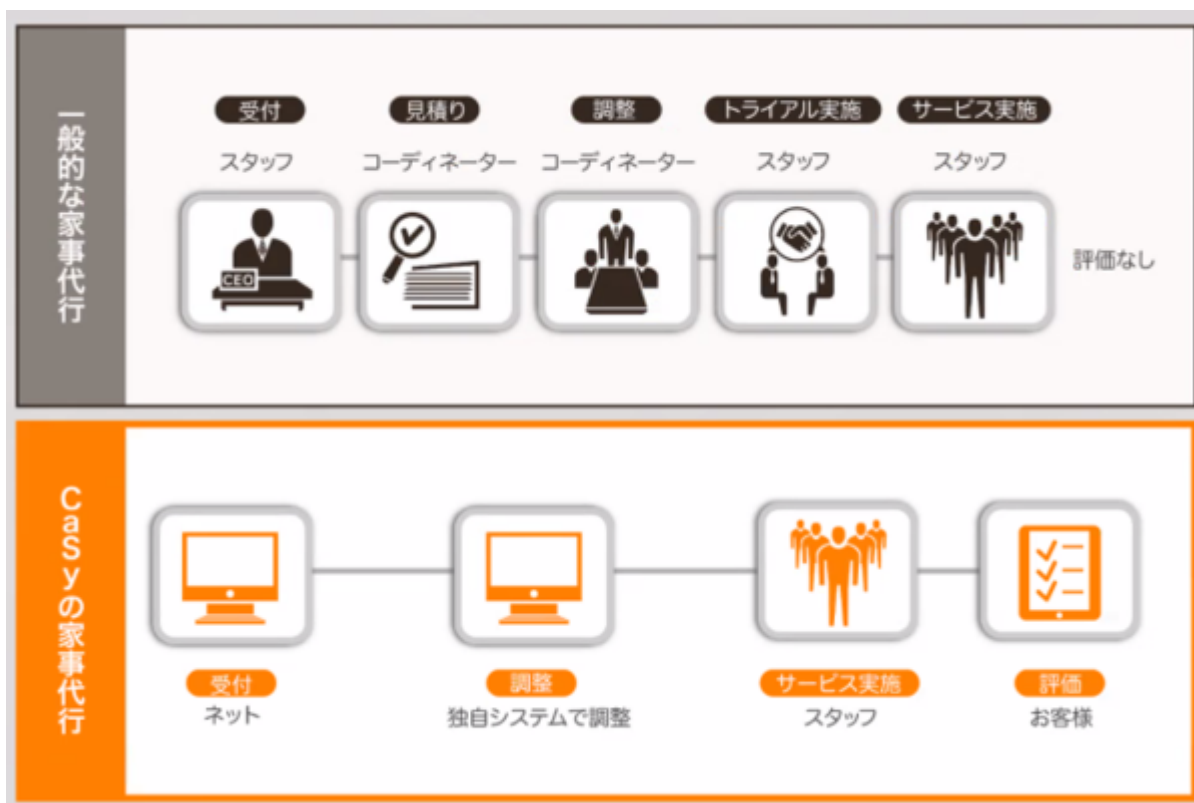 一般的な家事代行
受付
見積り
調整
トライアル実施
サービス実施
スタッフ
コーディネーター
コーディネーター
スタッフ
スタッフ
CEO
評価なし
CaSyの家事代行
受付
調整
サービス実施
評価
ネット
独自システムで調整
スタッフ
お客様